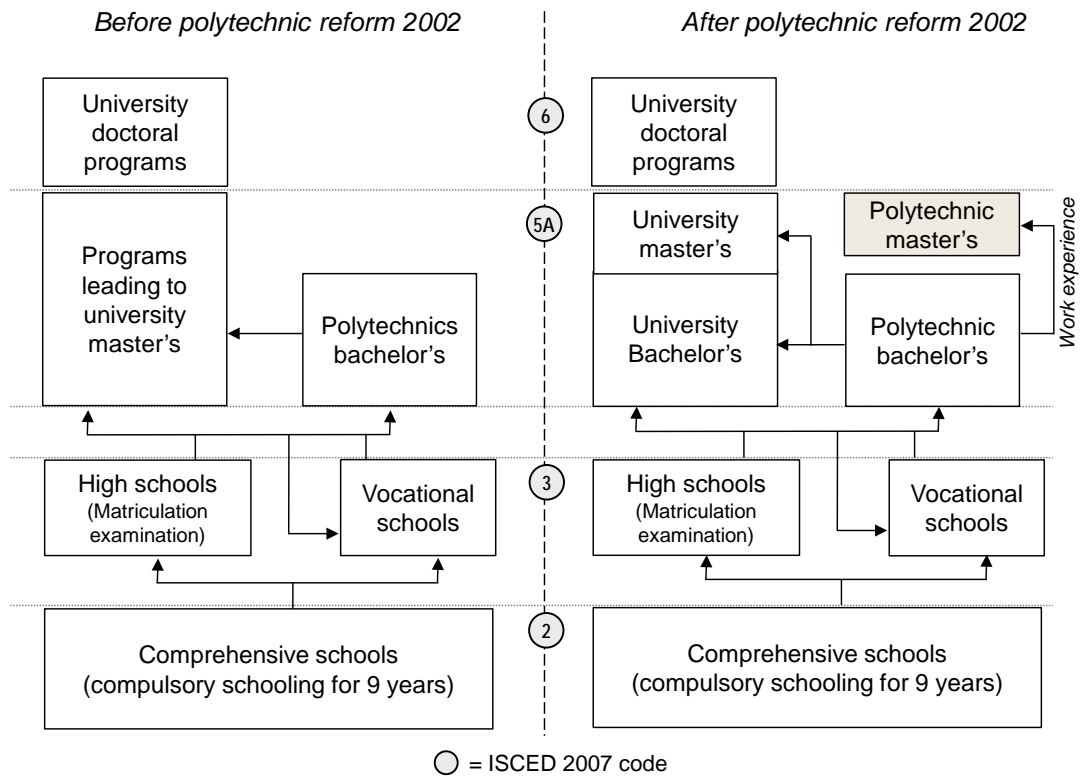 Before polytechnic reform 2002
After polytechnic reform 2002
University
doctoral
programs
6
University
doctoral
programs
Programs
leading to
university
master's
Polytechnics
bachelor's
5A
University
master's
Polytechnic
master's
University
Bachelor's
Polytechnic
bachelor's
Work experience
High schools
(Matriculation
examination)
Vocational
schools
3
High schools
(Matriculation
examination)
Vocational
schools
Comprehensive schools
(compulsory schooling for 9 years)
2
Comprehensive schools
(compulsory schooling for 9 years)
= ISCED 2007 code